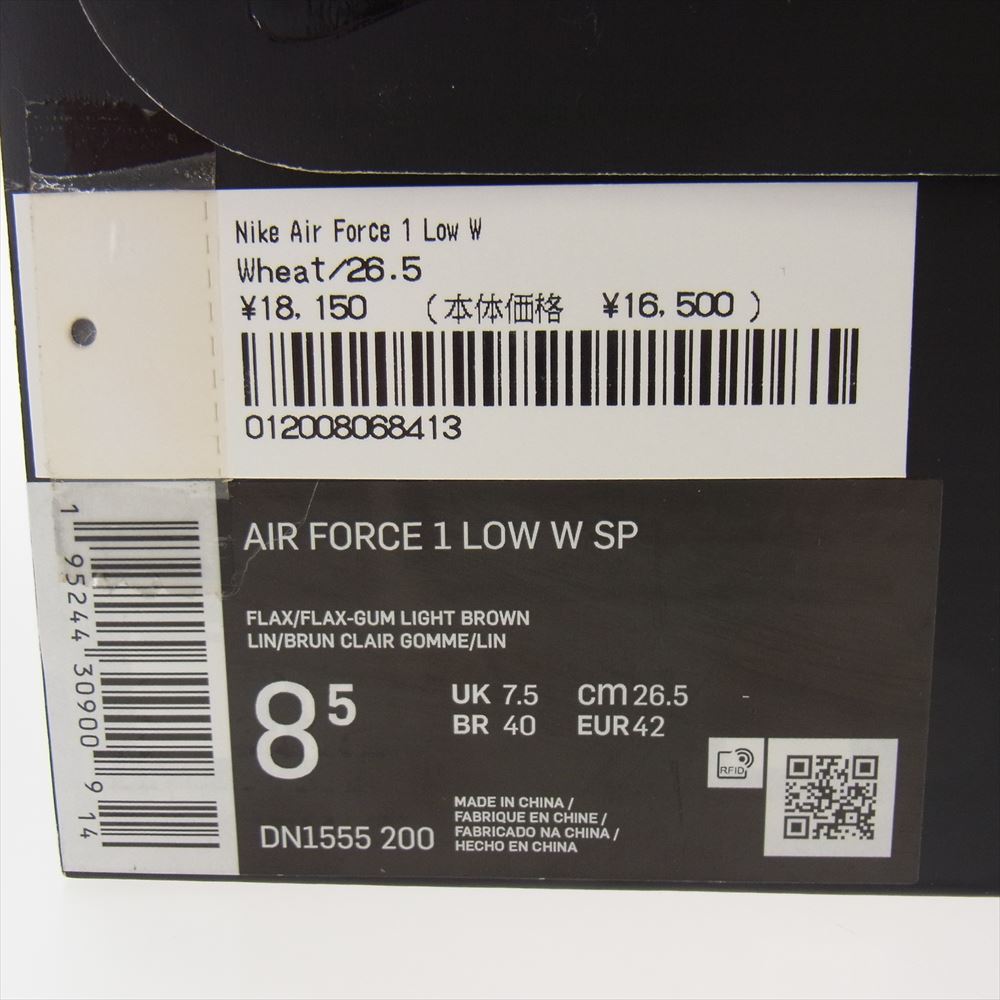 Nike Air Force 1 Low W
Wheat/26.5
¥18,150 (本体価格 ¥16,500)
012008068413
1 95244 30900 9 14
AIR FORCE 1 LOW W SP
FLAX/FLAX-GUM LIGHT BROWN
LIN/BRUN CLAIR GOMME/LIN
8 5
UK 7.5 cm 26.5 -
BR 40 EUR 42
RFID
DN1555 200
MADE IN CHINA /
FABRIQUE EN CHINE /
FABRICADO NA CHINA /
HECHO EN CHINA